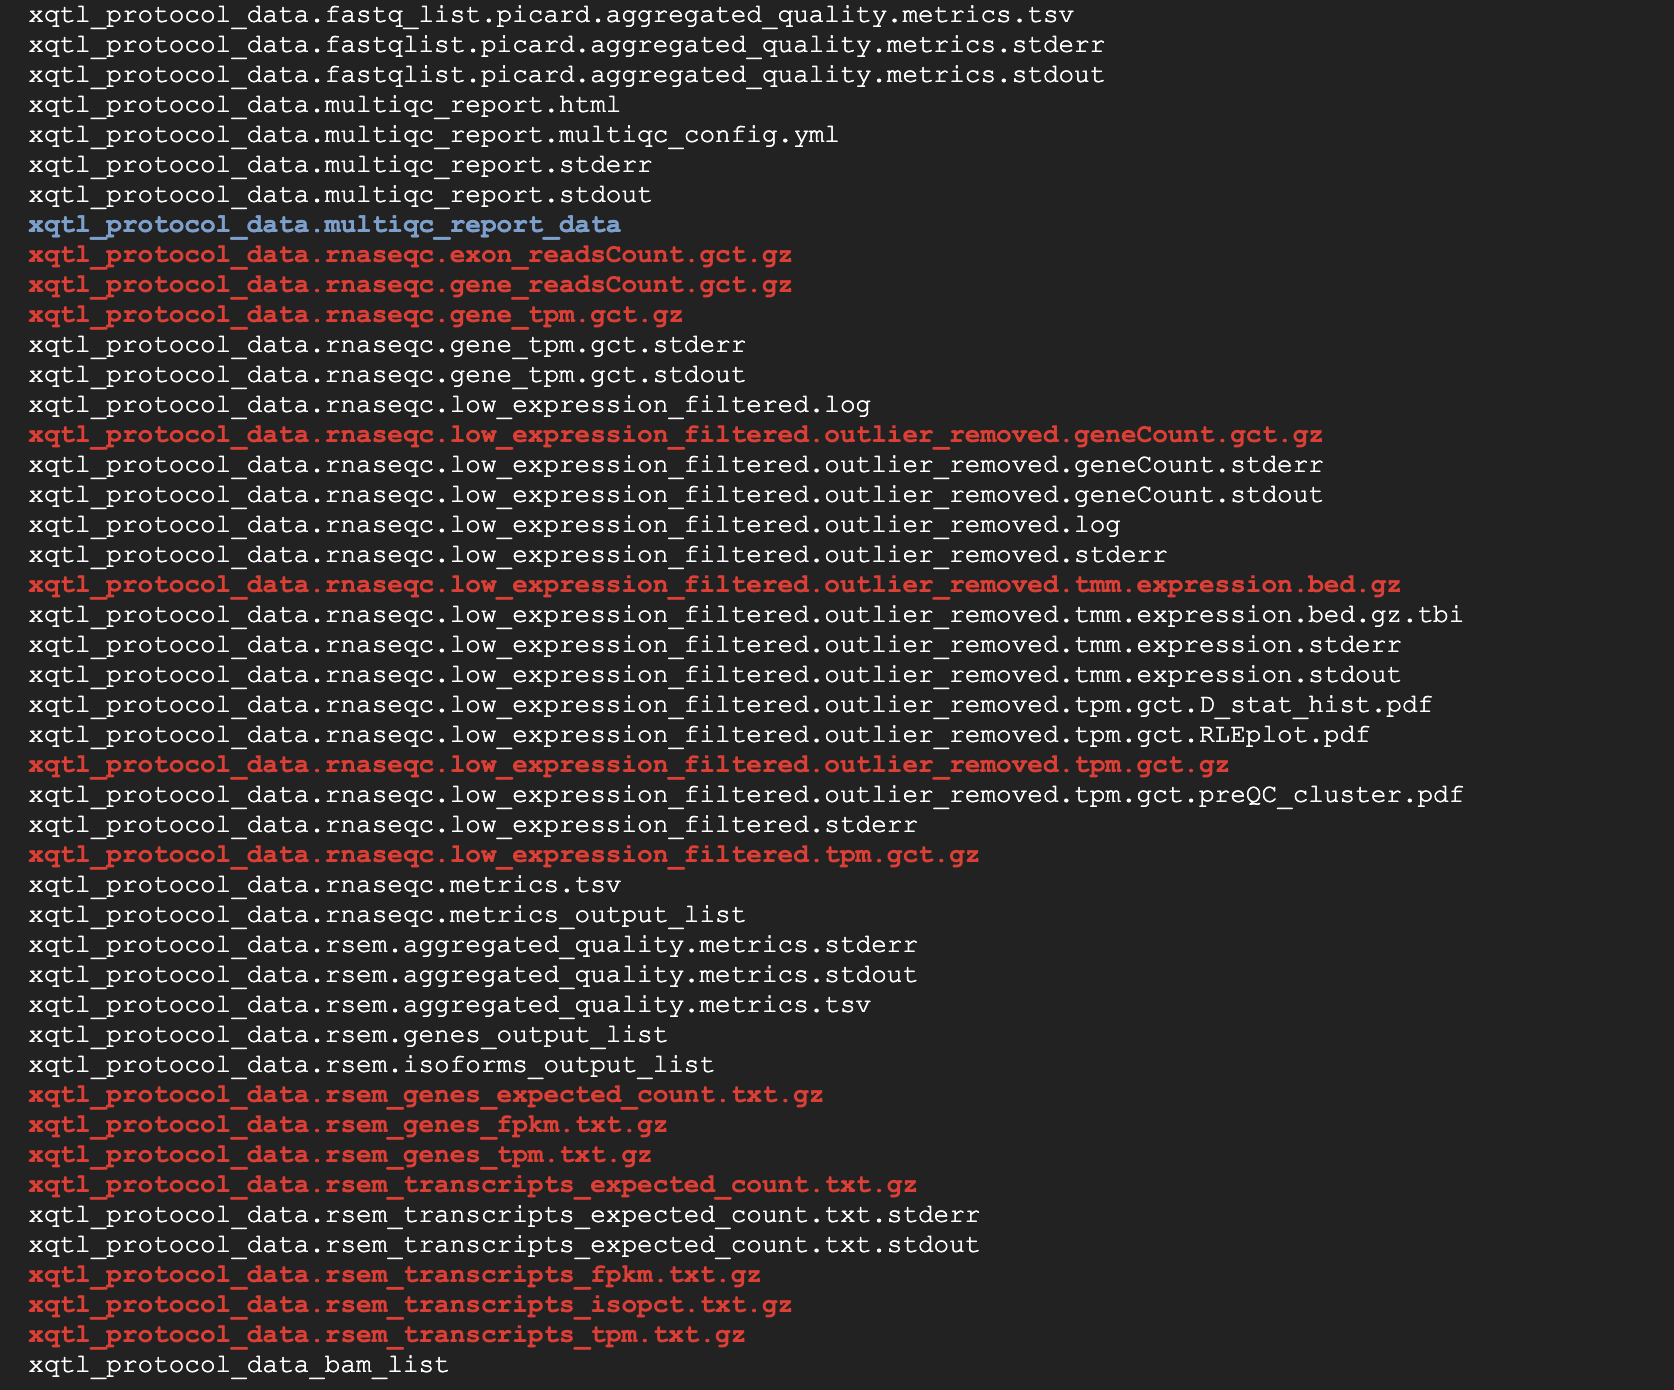 xqtl_protocol_data.fastq_list.picard.aggregated_quality.metrics.tsv
xqtl_protocol_data.fastqlist.picard.aggregated_quality.metrics.stderr
xqtl_protocol_data.fastqlist.picard.aggregated_quality.metrics.stdout
xqtl_protocol_data.multiqc_report.html
xqtl_protocol_data.multiqc_report.multiqc_config.yml
xqtl_protocol_data.multiqc_report.stderr
xqtl_protocol_data.multiqc_report.stdout
xqtl_protocol_data.multiqc_report_data
xqtl_protocol_data.rnaseqc.exon_readsCount.gct.gz
xqtl_protocol_data.rnaseqc.gene_readsCount.gct.gz
xqtl_protocol_data.rnaseqc.gene_tpm.gct.gz
xqtl_protocol_data.rnaseqc.gene_tpm.gct.stderr
xqtl_protocol_data.rnaseqc.gene_tpm.gct.stdout
xqtl_protocol_data.rnaseqc.low_expression_filtered.log
xqtl_protocol_data.rnaseqc.low_expression_filtered.outlier_removed.geneCount.gct.gz
xqtl_protocol_data.rnaseqc.low_expression_filtered.outlier_removed.geneCount.stderr
xqtl_protocol_data.rnaseqc.low_expression_filtered.outlier_removed.geneCount.stdout
xqtl_protocol_data.rnaseqc.low_expression_filtered.outlier_removed.log
xqtl_protocol_data.rnaseqc.low_expression_filtered.outlier_removed.stderr
xqtl_protocol_data.rnaseqc.low_expression_filtered.outlier_removed.tmm.expression.bed.gz
xqtl_protocol_data.rnaseqc.low_expression_filtered.outlier_removed.tmm.expression.bed.gz.tbi
xqtl_protocol_data.rnaseqc.low_expression_filtered.outlier_removed.tmm.expression.stderr
xqtl_protocol_data.rnaseqc.low_expression_filtered.outlier_removed.tmm.expression.stdout
xqtl_protocol_data.rnaseqc.low_expression_filtered.outlier_removed.tpm.gct.D_stat_hist.pdf
xqtl_protocol_data.rnaseqc.low_expression_filtered.outlier_removed.tpm.gct.RLEplot.pdf
xqtl_protocol_data.rnaseqc.low_expression_filtered.outlier_removed.tpm.gct.gz
xqtl_protocol_data.rnaseqc.low_expression_filtered.outlier_removed.tpm.gct.preQC_cluster.pdf
xqtl_protocol_data.rnaseqc.low_expression_filtered.stderr
xqtl_protocol_data.rnaseqc.low_expression_filtered.tpm.gct.gz
xqtl_protocol_data.rnaseqc.metrics.tsv
xqtl_protocol_data.rnaseqc.metrics_output_list
xqtl_protocol_data.rsem.aggregated_quality.metrics.stderr
xqtl_protocol_data.rsem.aggregated_quality.metrics.stdout
xqtl_protocol_data.rsem.aggregated_quality.metrics.tsv
xqtl_protocol_data.rsem.genes_output_list
xqtl_protocol_data.rsem.isoforms_output_list
xqtl_protocol_data.rsem_genes_expected_count.txt.gz
xqtl_protocol_data.rsem_genes_fpkm.txt.gz
xqtl_protocol_data.rsem_genes_tpm.txt.gz
xqtl_protocol_data.rsem_transcripts_expected_count.txt.gz
xqtl_protocol_data.rsem_transcripts_expected_count.txt.stderr
xqtl_protocol_data.rsem_transcripts_expected_count.txt.stdout
xqtl_protocol_data.rsem_transcripts_fpkm.txt.gz
xqtl_protocol_data.rsem_transcripts_isopct.txt.gz
xqtl_protocol_data.rsem_transcripts_tpm.txt.gz
xqtl_protocol_data_bam_list